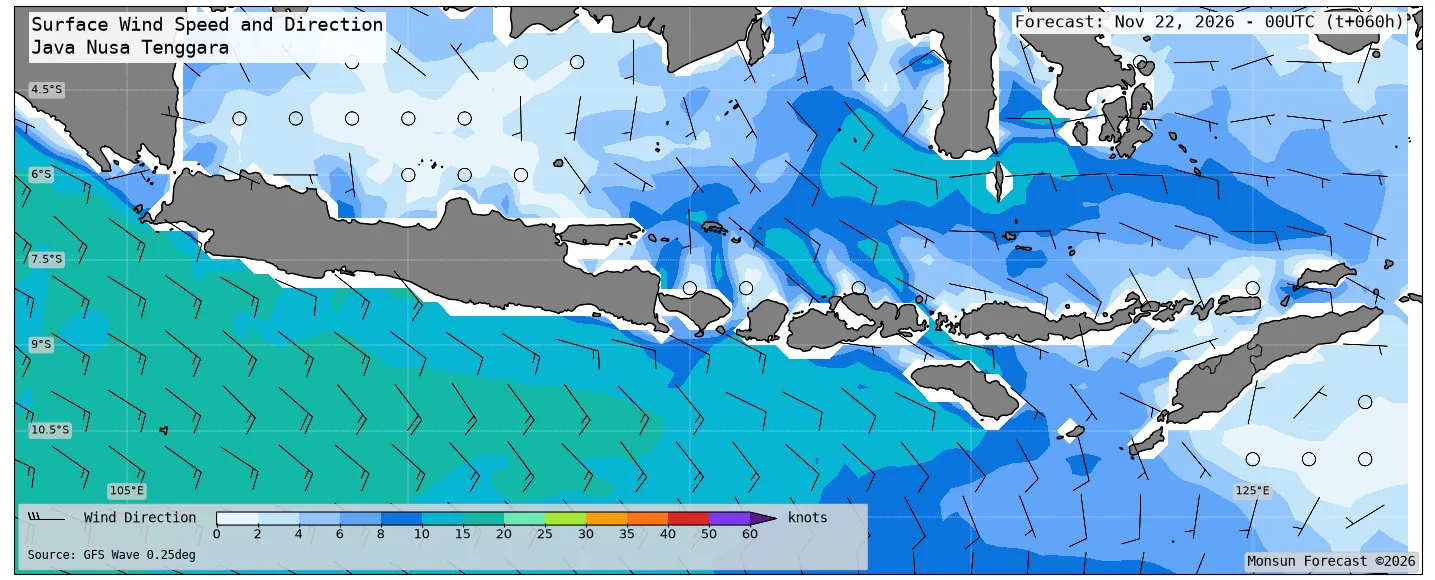 Surface Wind Speed and Direction
Java Nusa Tenggara
Forecast: Nov 22, 2026 - 00UTC (t+060h)
4.5°S
6°S
7.5°S
9°S
10.5°S
105°E
125°E
Wind Direction
0 2 4 6 8 10 15 20 25 30 35 40 50 60
knots
Source: GFS Wave 0.25deg
Monsun Forecast ©2026